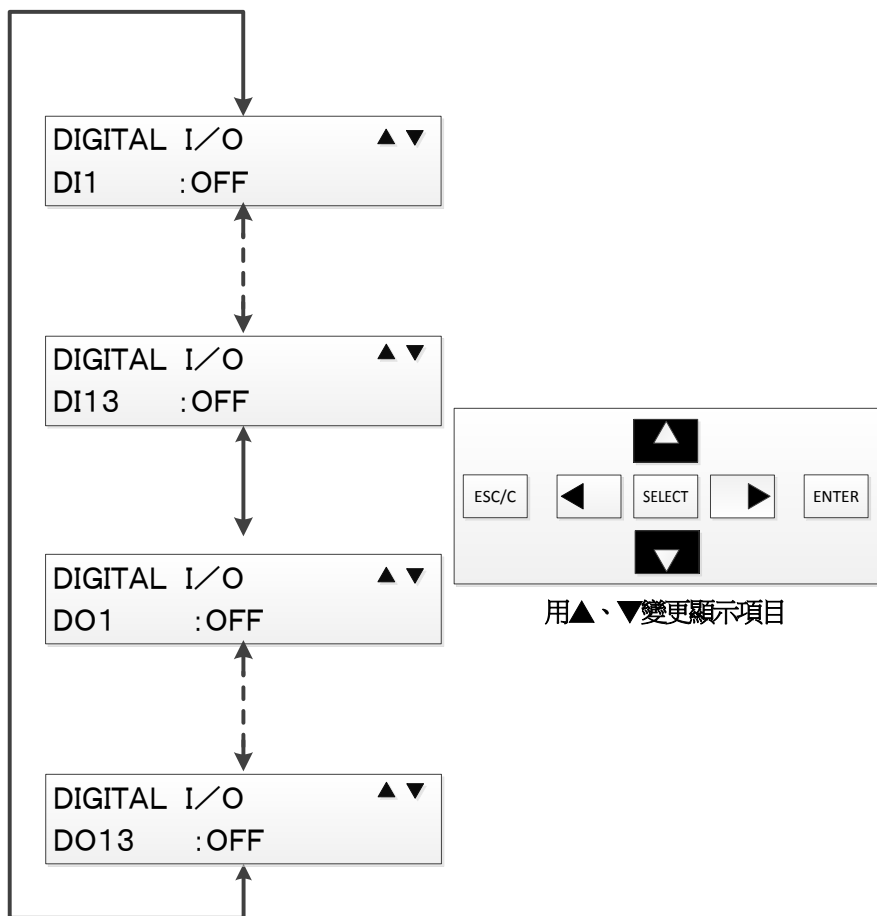 DIGITAL I／O ▲ ▼
DI1 :OFF
DIGITAL I／O ▲ ▼
DI13 :OFF
DIGITAL I／O ▲ ▼
DO1 :OFF
DIGITAL I／O ▲ ▼
DO13 :OFF
▲
ESC/C ◀ SELECT ▶ ENTER
▼
用▲、▼變更顯示項目